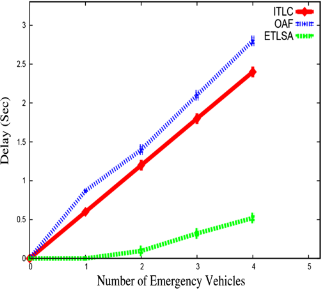 ITLC
OAF
ETLSA
3
2.5
2
1.5
1
0.5
0
Delay (Sec)
0 1 2 3 4 5
Number of Emergency Vehicles